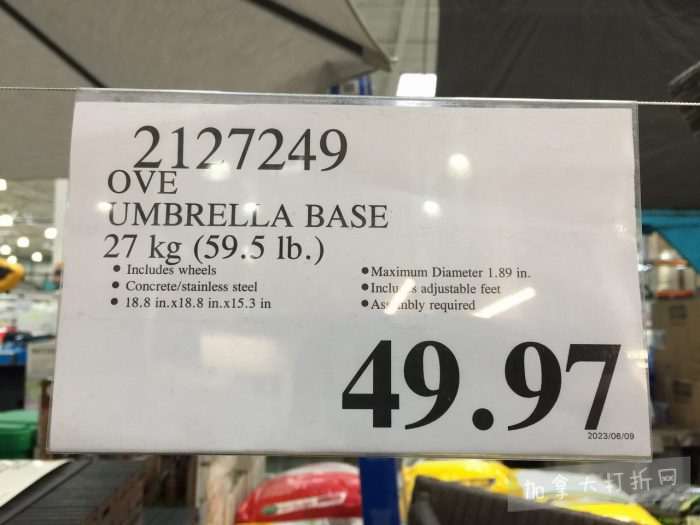 2127249
OVE
UMBRELLA BASE
27 kg (59.5 lb.)
• Includes wheels
• Concrete/stainless steel
• 18.8 in.x18.8 in.x15.3 in
• Maximum Diameter 1.89 in.
• Includes adjustable feet
• Assembly required
49.97
2023/06/09
加拿大打折网